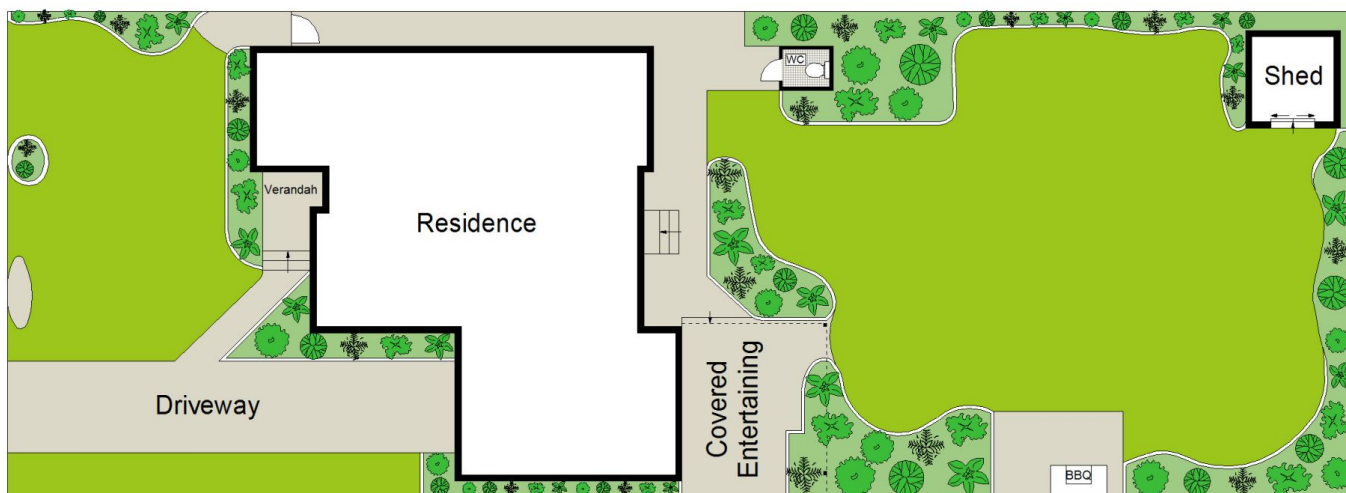 WC
Shed
Verandah
Residence
Driveway
Covered
Entertaining
BBQ